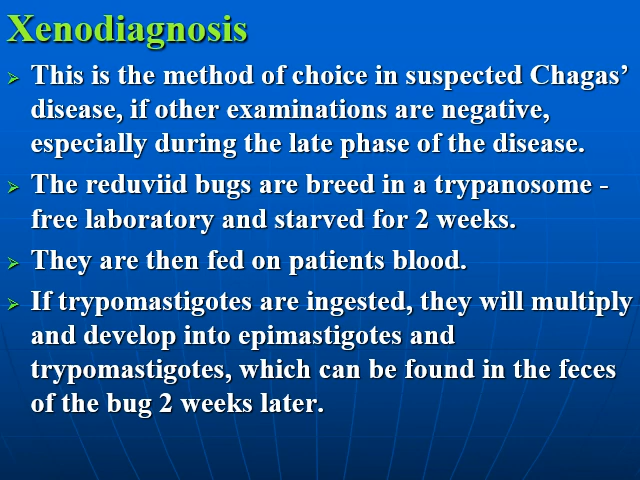 Xenodiagnosis
This is the method of choice in suspected Chagas’
disease, if other examinations are negative,
especially during the late phase of the disease.
The reduviid bugs are breed in a trypanosome -
free laboratory and starved for 2 weeks.
They are then fed on patients blood.
If trypomastigotes are ingested, they will multiply
and develop into epimastigotes and
trypomastigotes, which can be found in the feces
of the bug 2 weeks later.